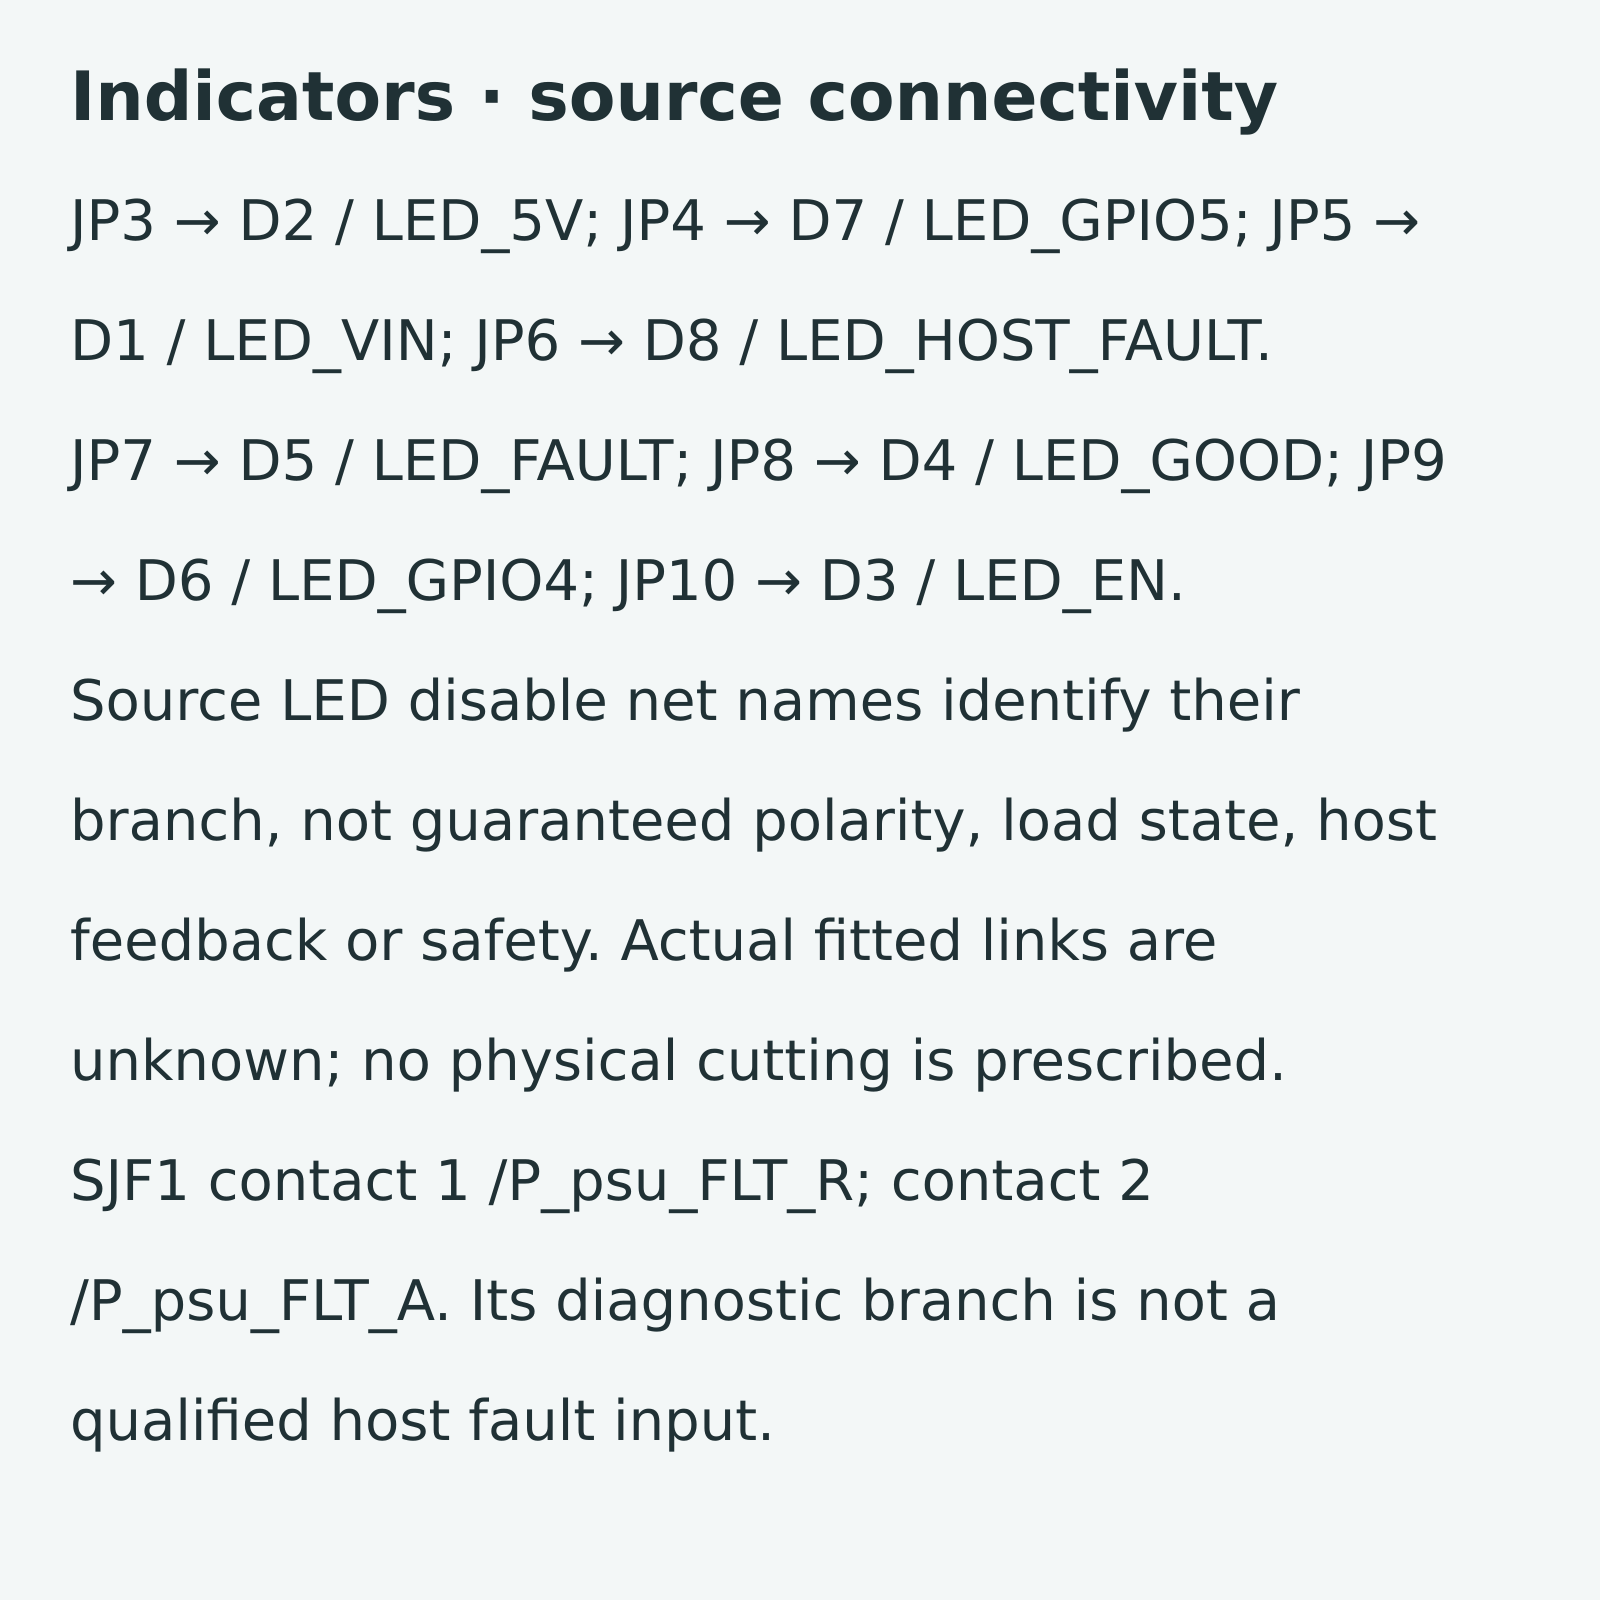 Indicators · source connectivity
JP3 → D2 / LED_5V; JP4 → D7 / LED_GPIO5; JP5 →
D1 / LED_VIN; JP6 → D8 / LED_HOST_FAULT.
JP7 → D5 / LED_FAULT; JP8 → D4 / LED_GOOD; JP9
→ D6 / LED_GPIO4; JP10 → D3 / LED_EN.
Source LED disable net names identify their
branch, not guaranteed polarity, load state, host
feedback or safety. Actual fitted links are
unknown; no physical cutting is prescribed.
SJF1 contact 1 /P_psu_FLT_R; contact 2
/P_psu_FLT_A. Its diagnostic branch is not a
qualified host fault input.